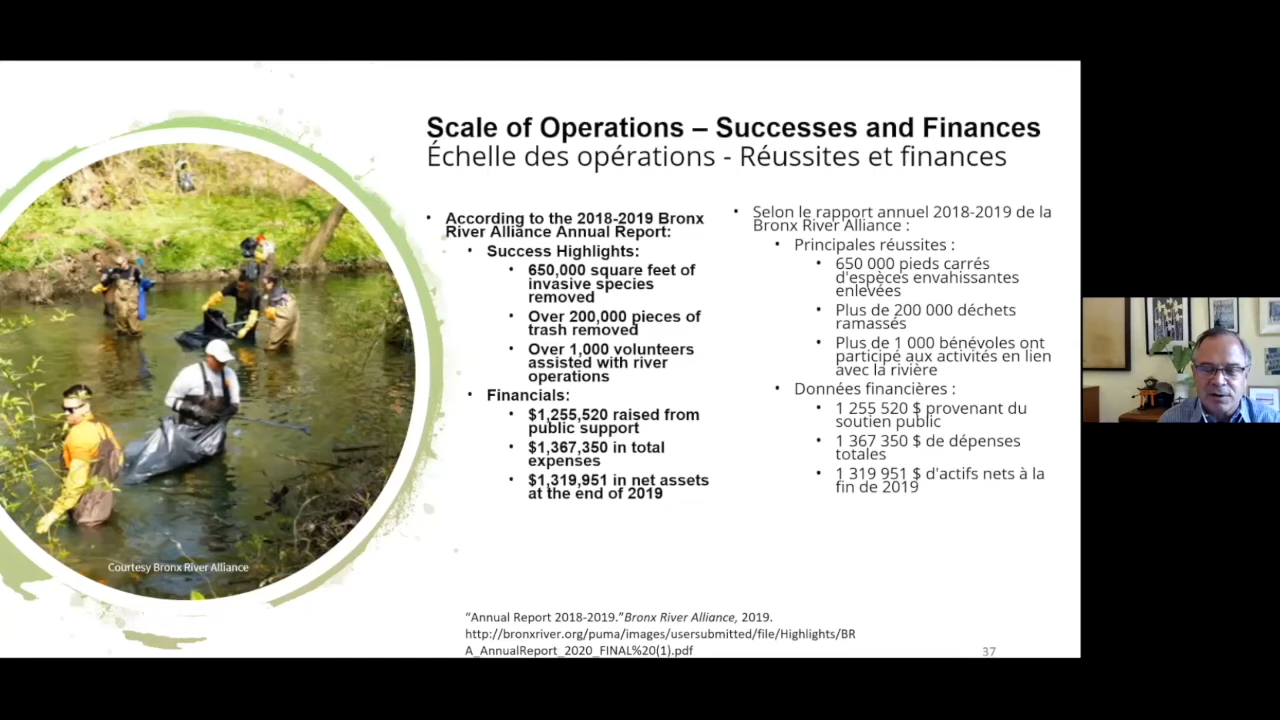 Scale of Operations – Successes and Finances
Échelle des opérations - Réussites et finances
• According to the 2018-2019 Bronx
River Alliance Annual Report:
• Success Highlights:
• 650,000 square feet of
invasive species
removed
• Over 200,000 pieces of
trash removed
• Over 1,000 volunteers
assisted with river
operations
• Financials:
• $1,255,520 raised from
public support
• $1,367,350 in total
expenses
• $1,319,951 in net assets
at the end of 2019
• Selon le rapport annuel 2018-2019 de la
Bronx River Alliance :
• Principales réussites :
• 650 000 pieds carrés
d'espèces envahissantes
enlevées
• Plus de 200 000 déchets
ramassés
• Plus de 1 000 bénévoles ont
participé aux activités en lien
avec la rivière
• Données financières :
• 1 255 520 $ provenant du
soutien public
• 1 367 350 $ de dépenses
totales
• 1 319 951 $ d'actifs nets à la
fin de 2019
Courtesy Bronx River Alliance
“Annual Report 2018-2019.” Bronx River Alliance, 2019.
http://bronxriver.org/puma/images/usersubmitted/file/Highlights/BR
A_AnnualReport_2020_FINAL%20(1).pdf
37